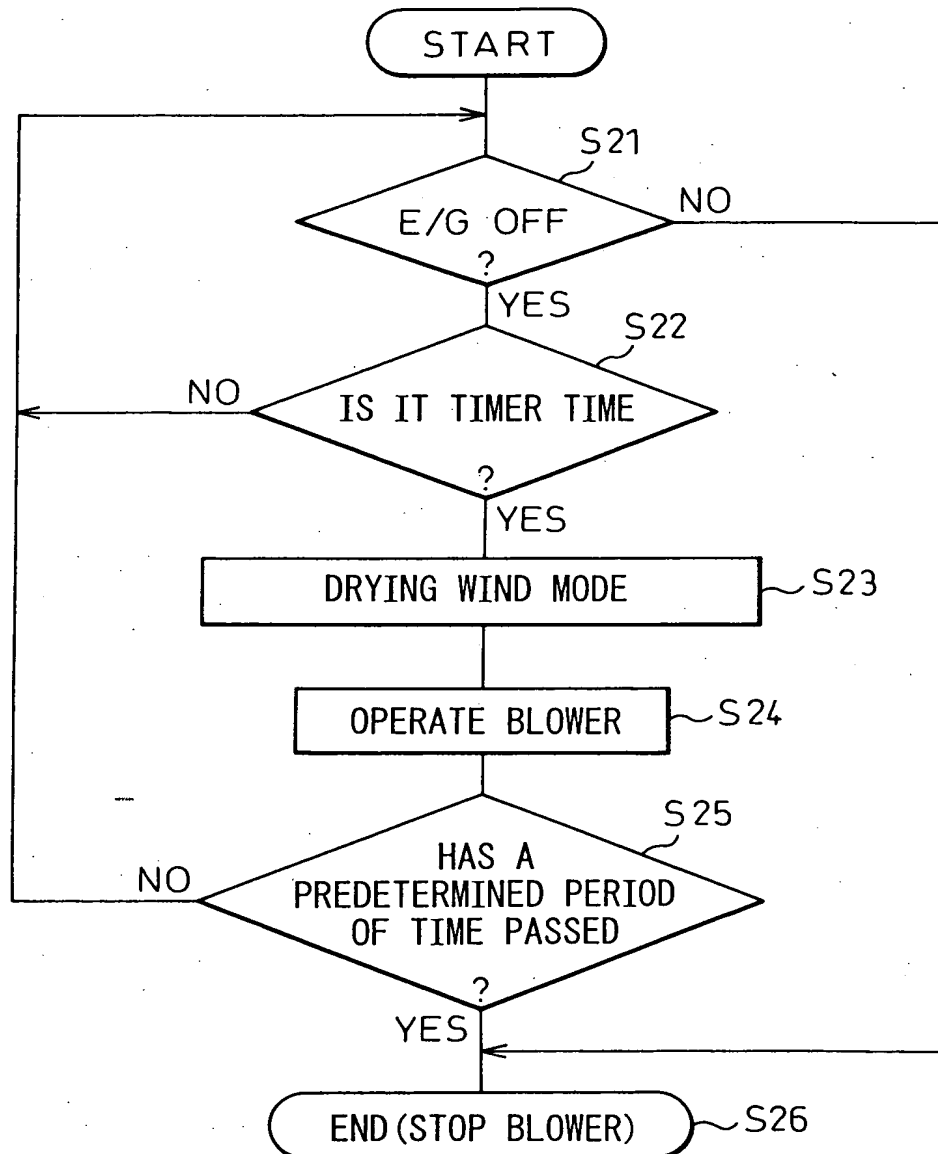 START
S21
E/G OFF
?
NO
YES
S22
IS IT TIMER TIME
?
NO
YES
DRYING WIND MODE
S23
OPERATE BLOWER
S24
S25
HAS A
PREDETERMINED PERIOD
OF TIME PASSED
?
NO
YES
END(STOP BLOWER)
S26